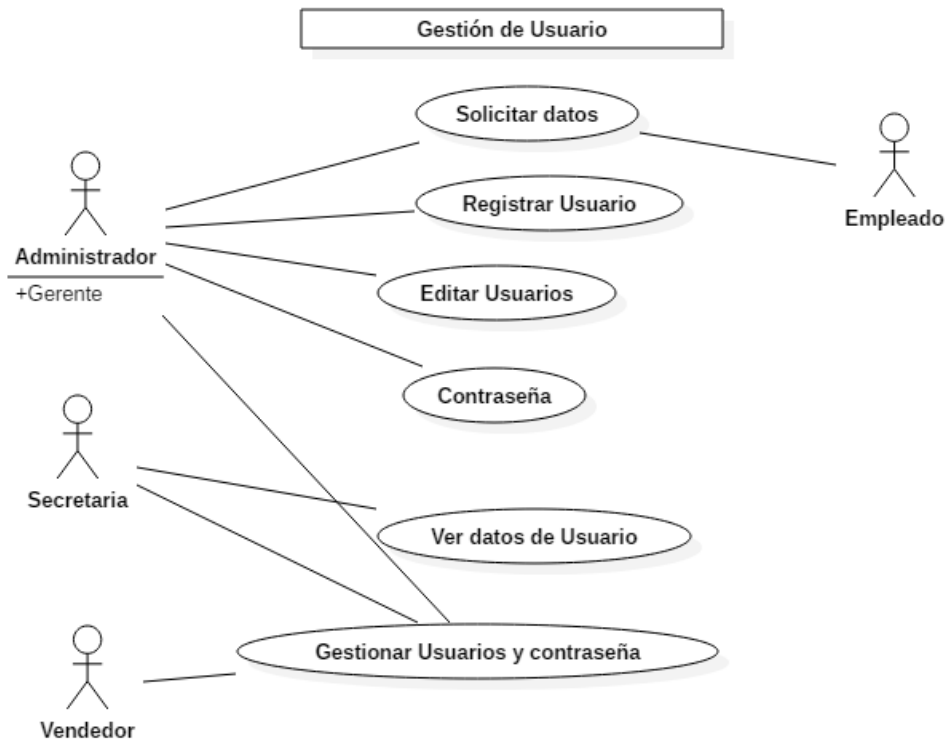 Gestión de Usuario
Solicitar datos
Registrar Usuario
Empleado
Administrador
+Gerente
Editar Usuarios
Contraseña
Secretaria
Ver datos de Usuario
Gestionar Usuarios y contraseña
Vendedor